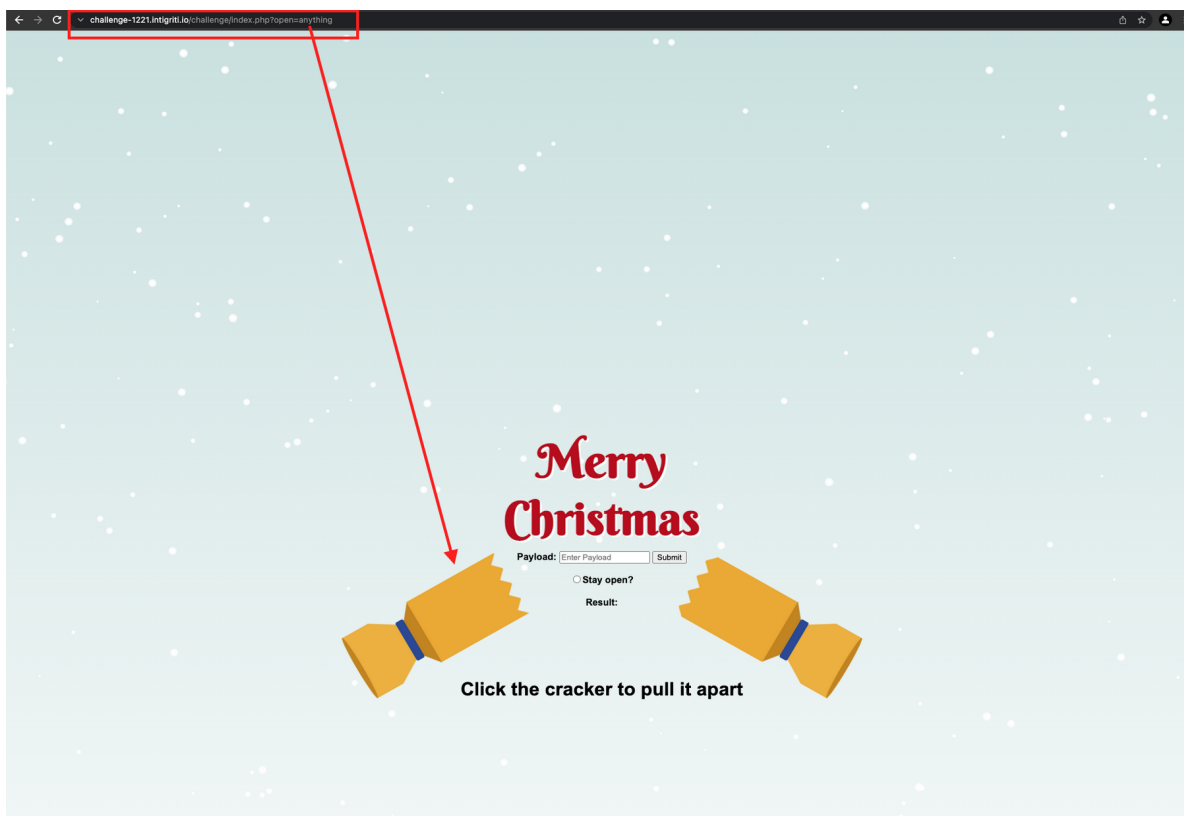 challenge-1221.intigriti.io/challenge/index.php?open=anything
Merry
Christmas
Payload: Enter Payload Submit
Stay open?
Result:
Click the cracker to pull it apart